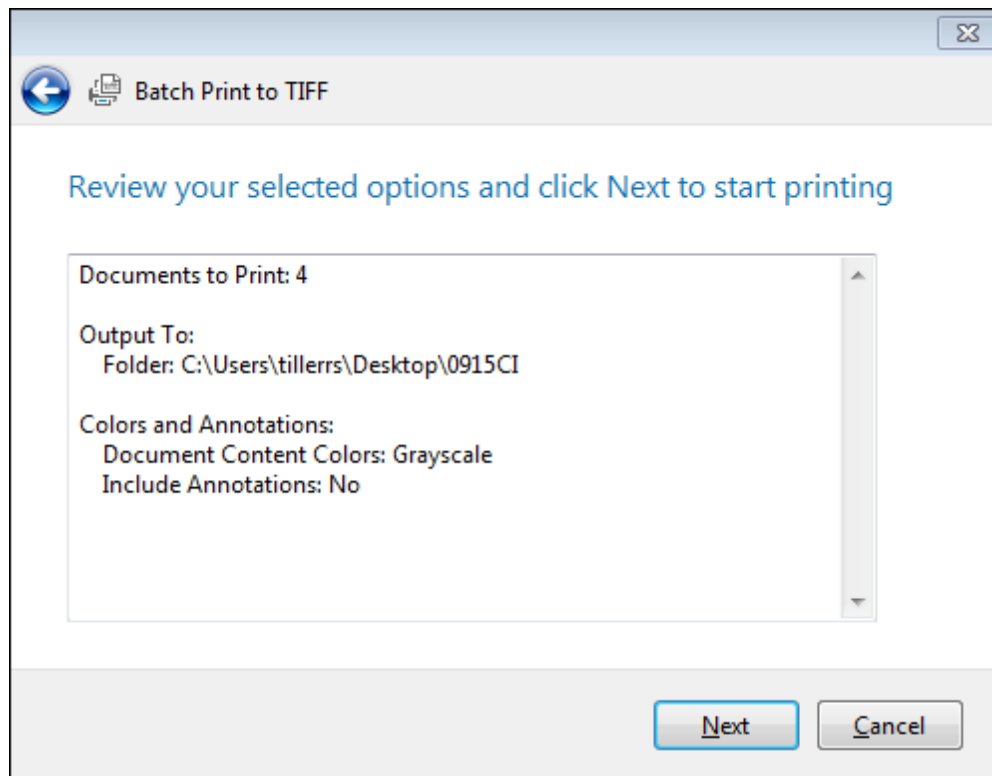 Batch Print to TIFF
Review your selected options and click Next to start printing
Documents to Print: 4
Output To:
Folder: C:\Users\tillerrs\Desktop\0915CI
Colors and Annotations:
Document Content Colors: Grayscale
Include Annotations: No
Next
Cancel